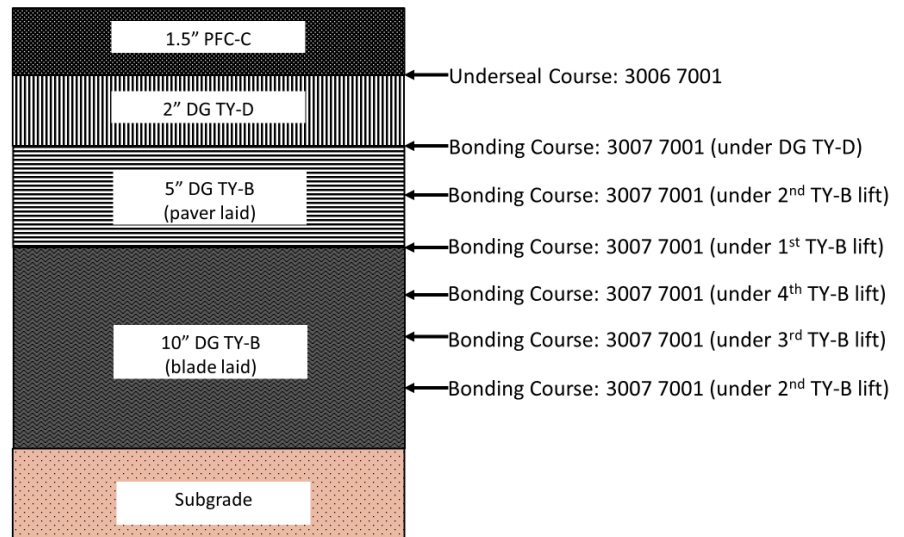 1.5” PFC-C
Underseal Course: 3006 7001
2” DG TY-D
Bonding Course: 3007 7001 (under DG TY-D)
5” DG TY-B
(paver laid)
Bonding Course: 3007 7001 (under 2nd TY-B lift)
Bonding Course: 3007 7001 (under 1st TY-B lift)
Bonding Course: 3007 7001 (under 4th TY-B lift)
10” DG TY-B
(blade laid)
Bonding Course: 3007 7001 (under 3rd TY-B lift)
Bonding Course: 3007 7001 (under 2nd TY-B lift)
Subgrade